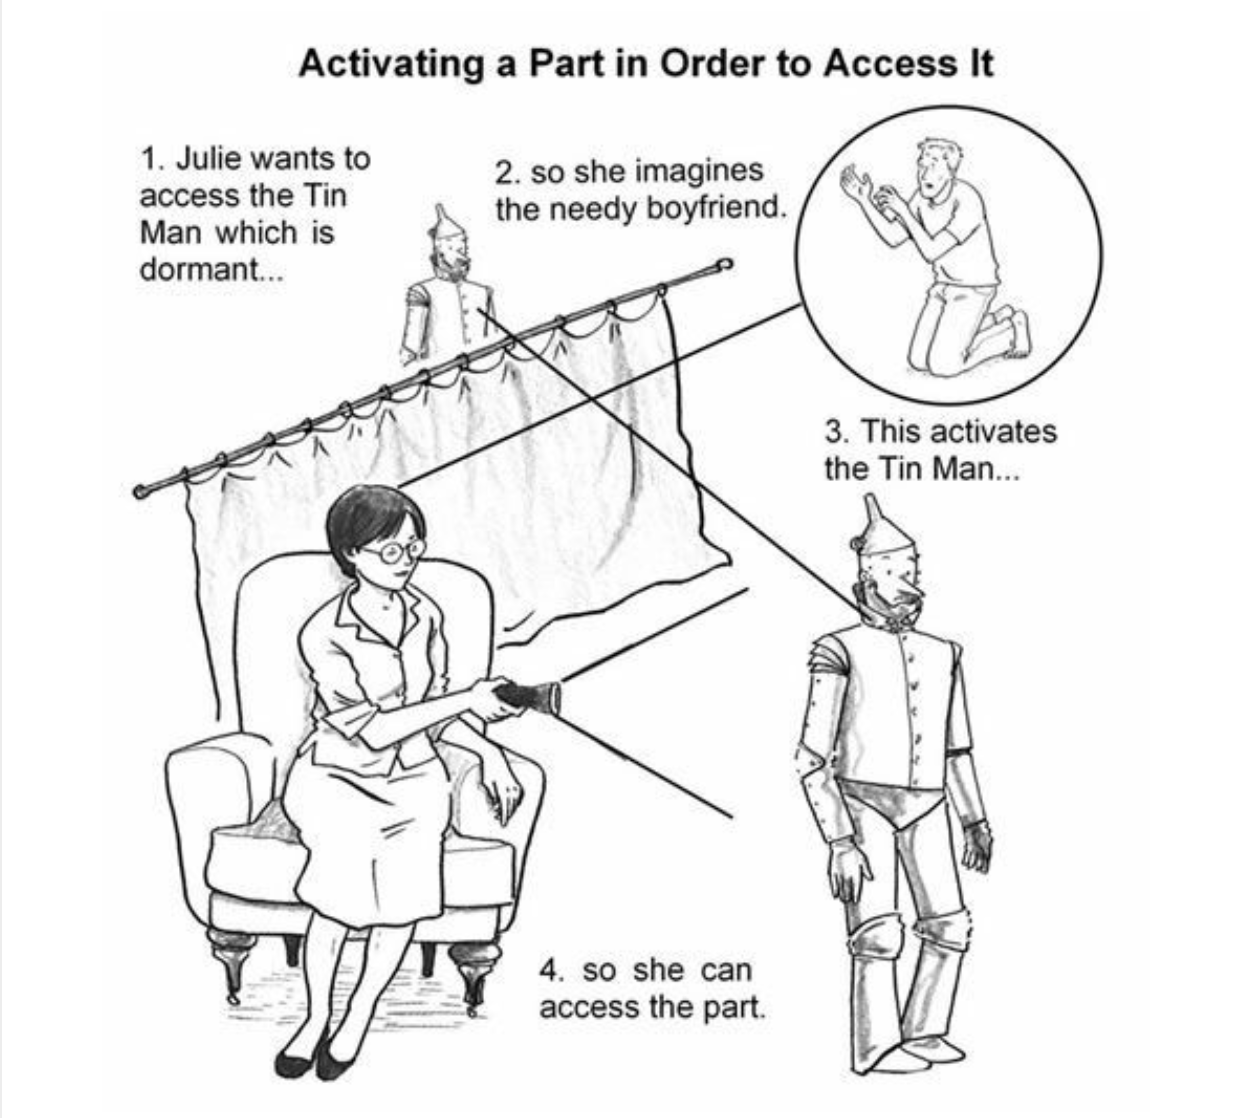 Activating a Part in Order to Access It
1. Julie wants to
access the Tin
Man which is
dormant...
2. so she imagines
the needy boyfriend.
3. This activates
the Tin Man...
4. so she can
access the part.